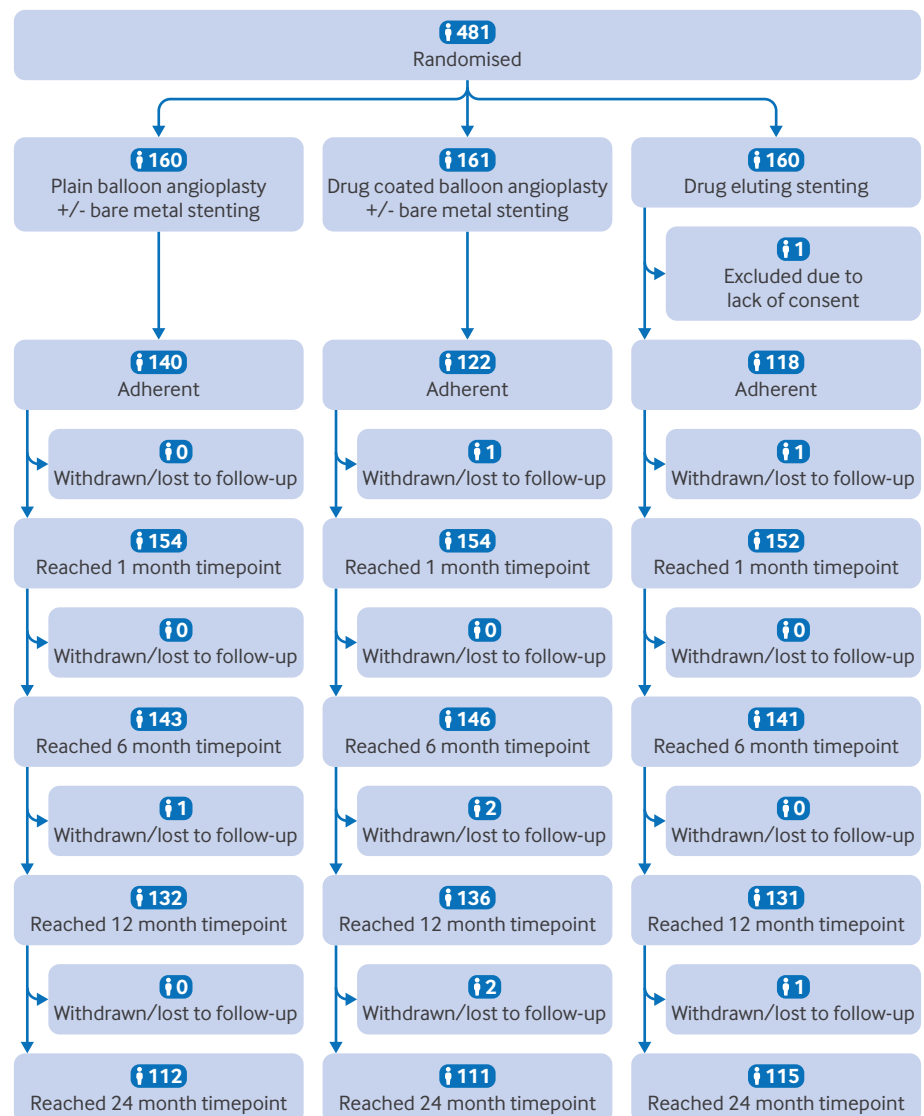 481
Randomised
160
Plain balloon angioplasty
+/- bare metal stenting
161
Drug coated balloon angioplasty
+/- bare metal stenting
160
Drug eluting stenting
1
Excluded due to
lack of consent
140
Adherent
122
Adherent
118
Adherent
0
Withdrawn/lost to follow-up
1
Withdrawn/lost to follow-up
1
Withdrawn/lost to follow-up
154
Reached 1 month timepoint
154
Reached 1 month timepoint
152
Reached 1 month timepoint
0
Withdrawn/lost to follow-up
0
Withdrawn/lost to follow-up
0
Withdrawn/lost to follow-up
143
Reached 6 month timepoint
146
Reached 6 month timepoint
141
Reached 6 month timepoint
1
Withdrawn/lost to follow-up
2
Withdrawn/lost to follow-up
0
Withdrawn/lost to follow-up
132
Reached 12 month timepoint
136
Reached 12 month timepoint
131
Reached 12 month timepoint
0
Withdrawn/lost to follow-up
2
Withdrawn/lost to follow-up
1
Withdrawn/lost to follow-up
112
Reached 24 month timepoint
111
Reached 24 month timepoint
115
Reached 24 month timepoint